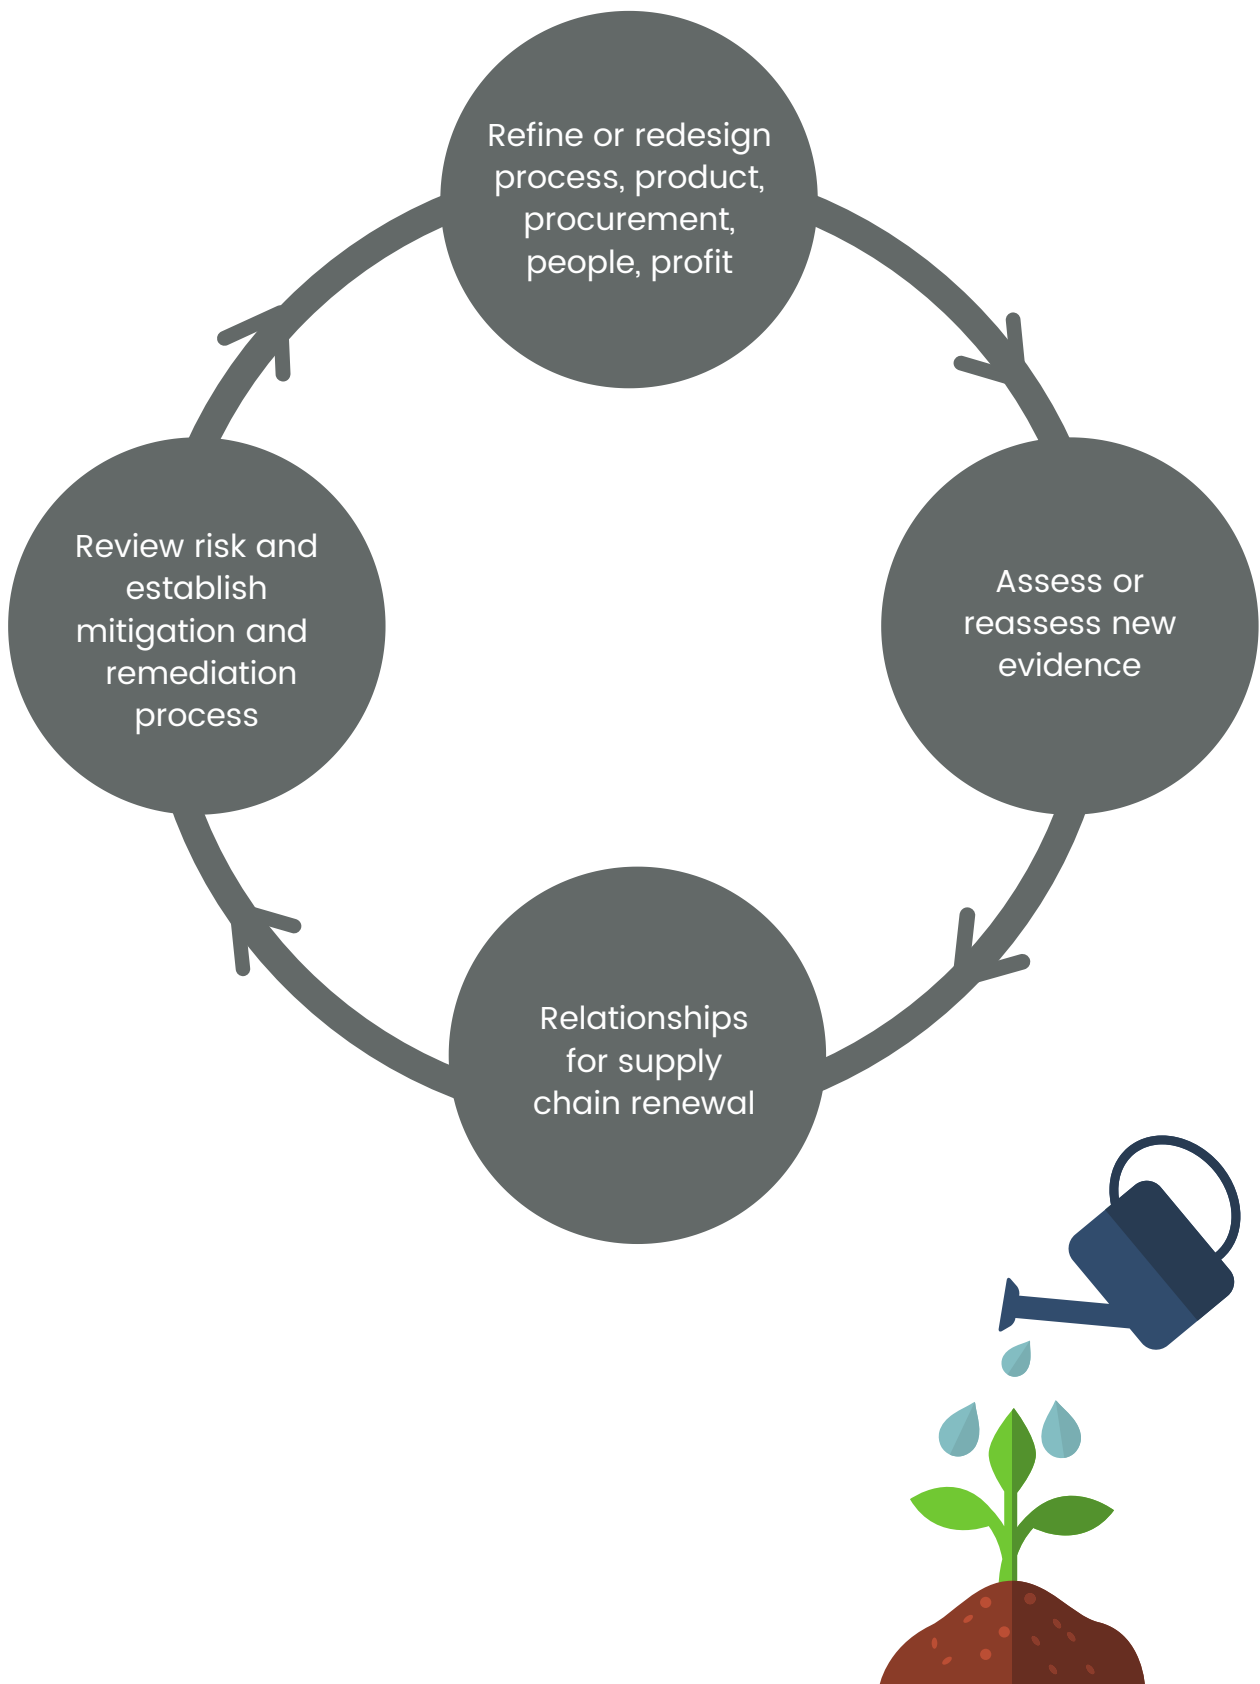 Refine or redesign
process, product,
procurement,
people, profit
Assess or
reassess new
evidence
Relationships
for supply
chain renewal
Review risk and
establish
mitigation and
remediation
process